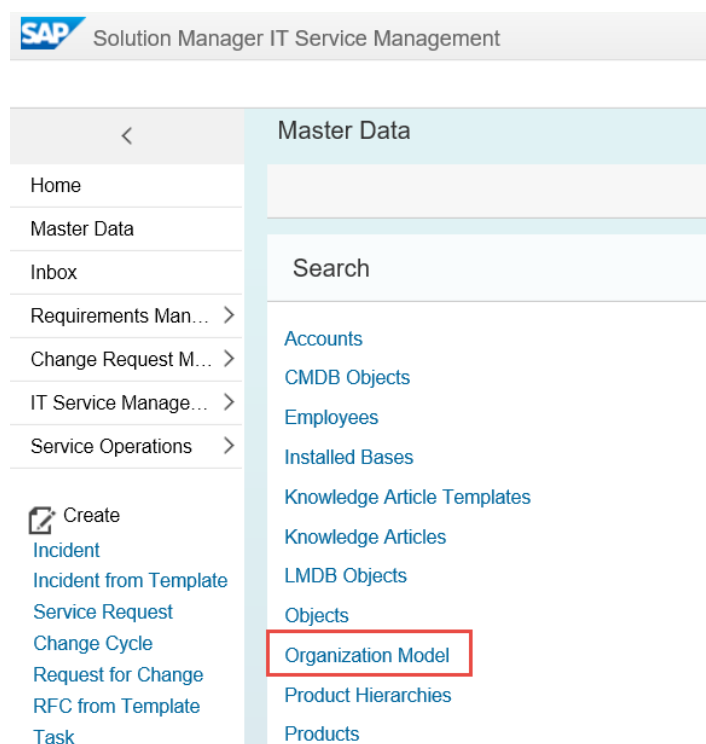 SAP Solution Manager IT Service Management
Master Data
Home
Master Data
Inbox
Requirements Man...
Change Request M...
IT Service Manage...
Service Operations
Create
Incident
Incident from Template
Service Request
Change Cycle
Request for Change
RFC from Template
Task
Search
Accounts
CMDB Objects
Employees
Installed Bases
Knowledge Article Templates
Knowledge Articles
LMDB Objects
Objects
Organization Model
Product Hierarchies
Products